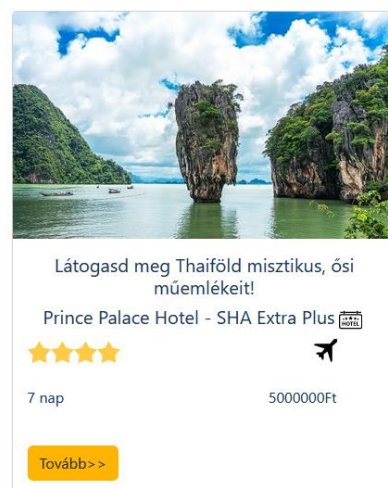 Látogasd meg Thaiföld misztikus, ősi
műemlékeit!
Prince Palace Hotel - SHA Extra Plus
HOTEL
7 nap 5000000Ft
Tovább>>